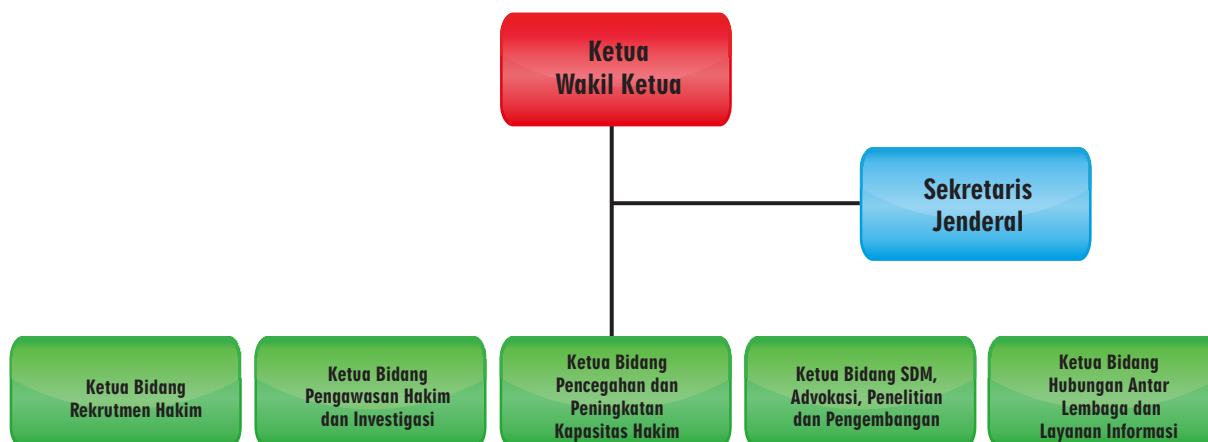 Ketua
Wakil Ketua
Sekretaris
Jenderal
Ketua Bidang
Rekrutmen Hakim
Ketua Bidang
Pengawasan Hakim
dan Investigasi
Ketua Bidang
Pencegahan dan
Peningkatan
Kapasitas Hakim
Ketua Bidang SDM,
Advokasi, Penelitian
dan Pengembangan
Ketua Bidang
Hubungan Antar
Lembaga dan
Layanan Informasi